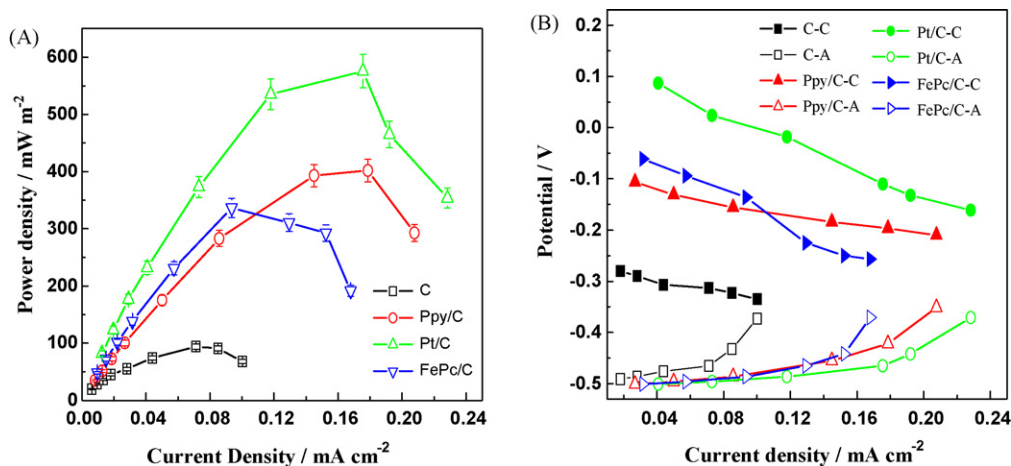 (A)
600
500
400
300
200
100
0
Power density / mW m⁻²
0.00 0.04 0.08 0.12 0.16 0.20 0.24
Current Density / mA cm⁻²
C
Ppy/C
Pt/C
FePc/C
(B)
0.2
0.1
0.0
-0.1
-0.2
-0.3
-0.4
-0.5
Potential / V
0.04 0.08 0.12 0.16 0.20 0.24
Current density / mA cm⁻²
C-C Pt/C-C
C-A Pt/C-A
Ppy/C-C FePc/C-C
Ppy/C-A FePc/C-A